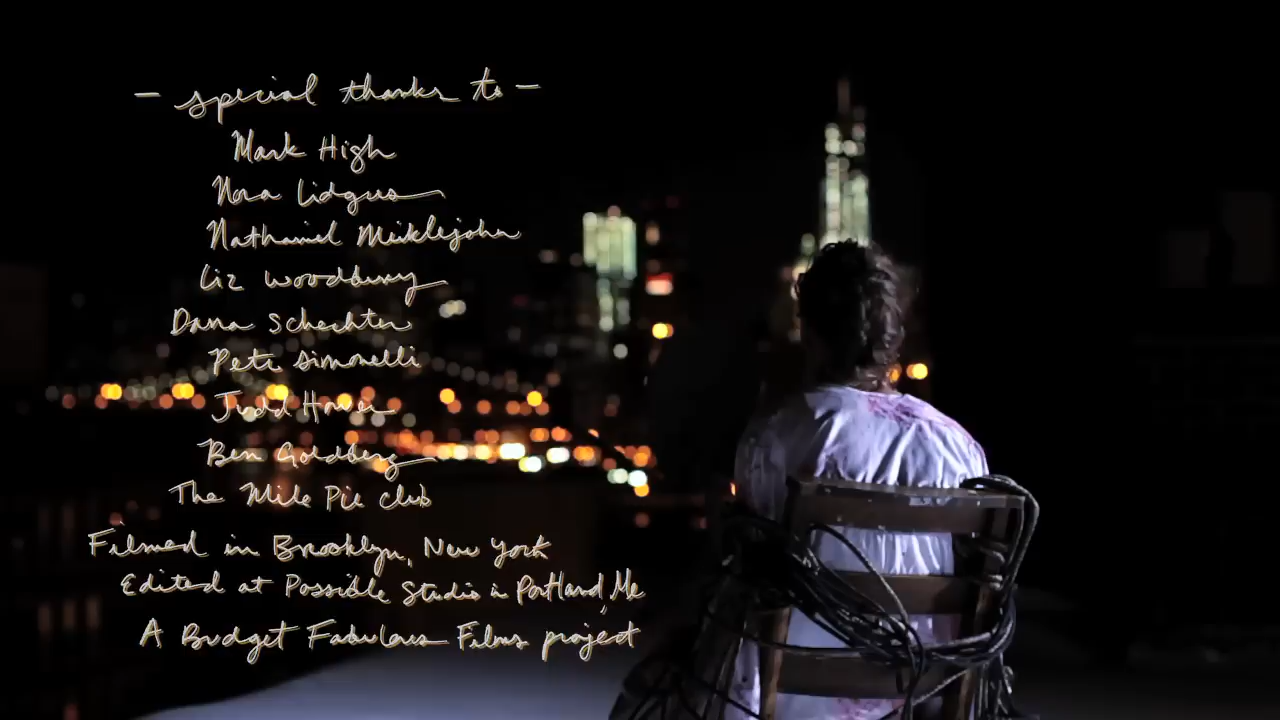 - special thanks to -
Mark High
Nora Lidgus
Nathaniel Meiklejohn
Liz Woodbury
Dana Schechter
Pete Simonelli
Judd
Ben Goldberg
The Mile Pie Club
Filmed in Brooklyn, New York
Edited at Possible Studio in Portland, Me
A Budget Fabulous Films project